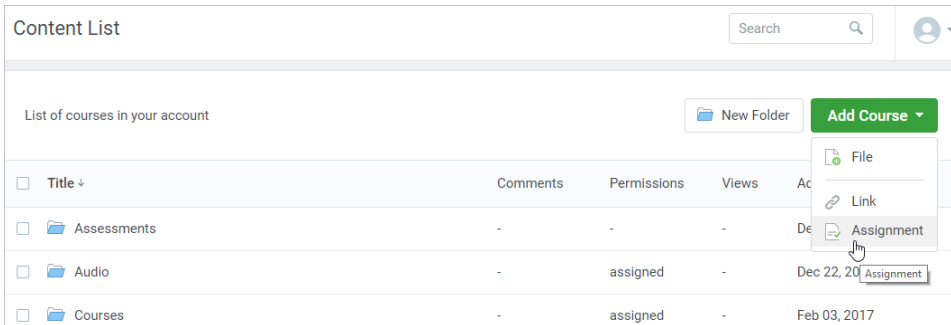 Content List
Search
List of courses in your account
New Folder
Add Course
File
Link
Assignment
Title Comments Permissions Views
Assessments - - -
Audio - assigned - Dec 22, 20
Assignment
Courses - assigned - Feb 03, 2017